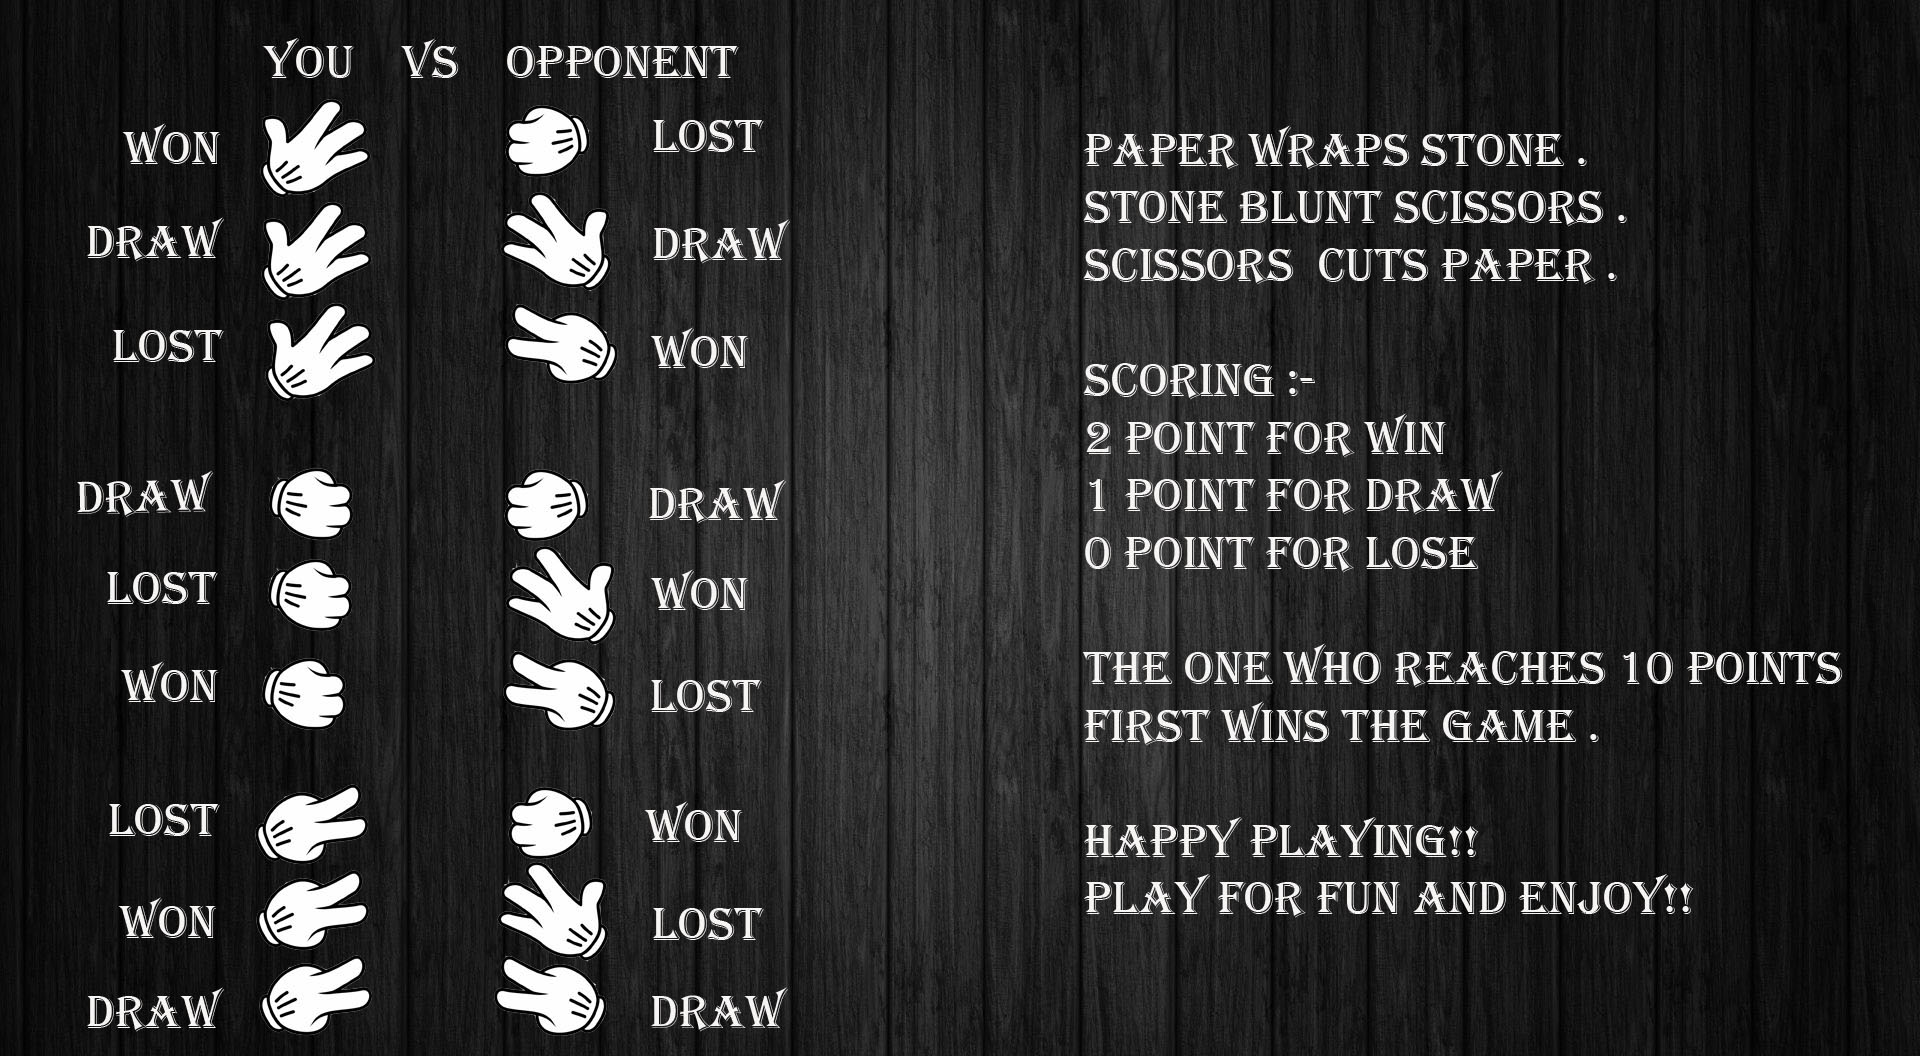 YOU VS OPPONENT
WON LOST
DRAW DRAW
LOST WON
DRAW DRAW
LOST WON
WON LOST
LOST WON
WON LOST
DRAW DRAW
PAPER WRAPS STONE .
STONE BLUNT SCISSORS .
SCISSORS CUTS PAPER .
SCORING :-
2 POINT FOR WIN
1 POINT FOR DRAW
0 POINT FOR LOSE
THE ONE WHO REACHES 10 POINTS
FIRST WINS THE GAME .
HAPPY PLAYING!!
PLAY FOR FUN AND ENJOY!!